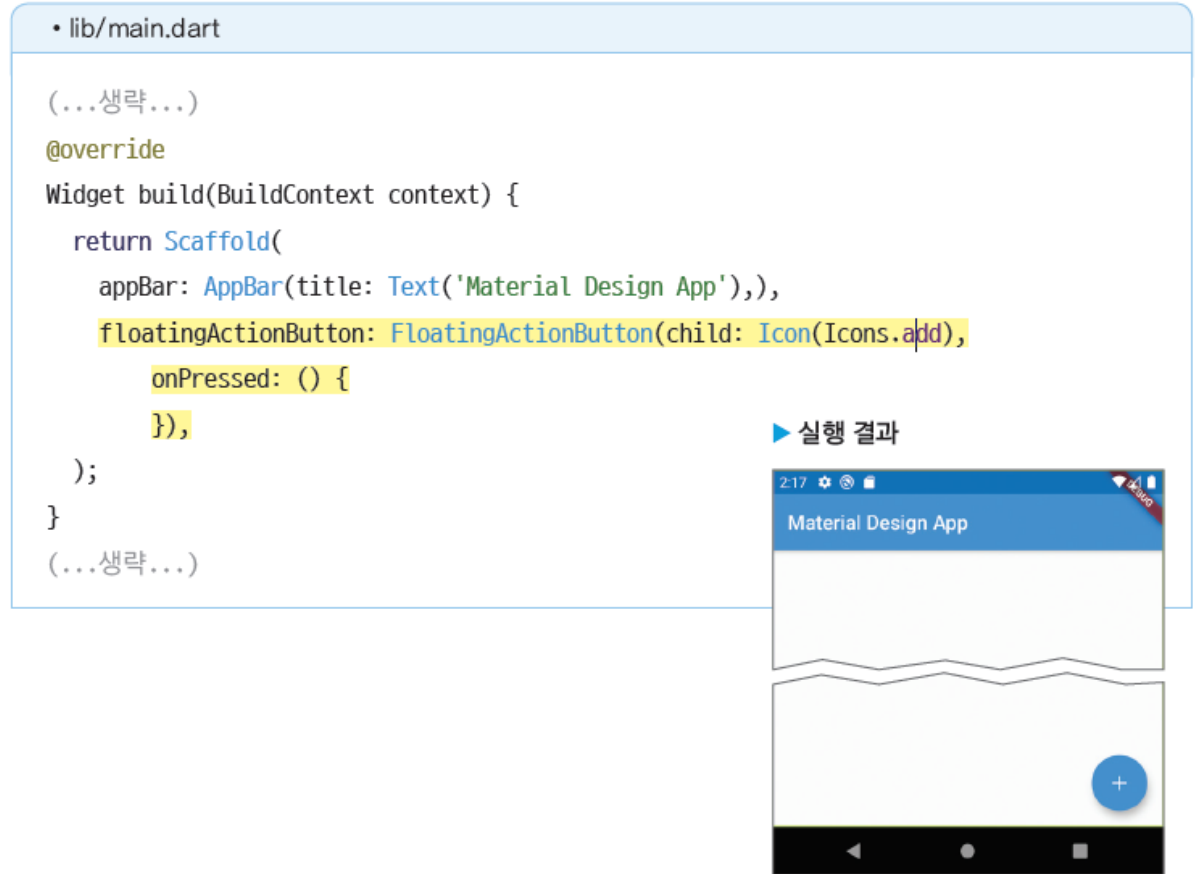 • lib/main.dart
(...생략...)
@override
Widget build(BuildContext context) {
return Scaffold(
appBar: AppBar(title: Text('Material Design App'),),
floatingActionButton: FloatingActionButton(child: Icon(Icons.add),
onPressed: () {
}),
);
}
(...생략...)
▶ 실행 결과
2:17
DEBUG
Material Design App
+